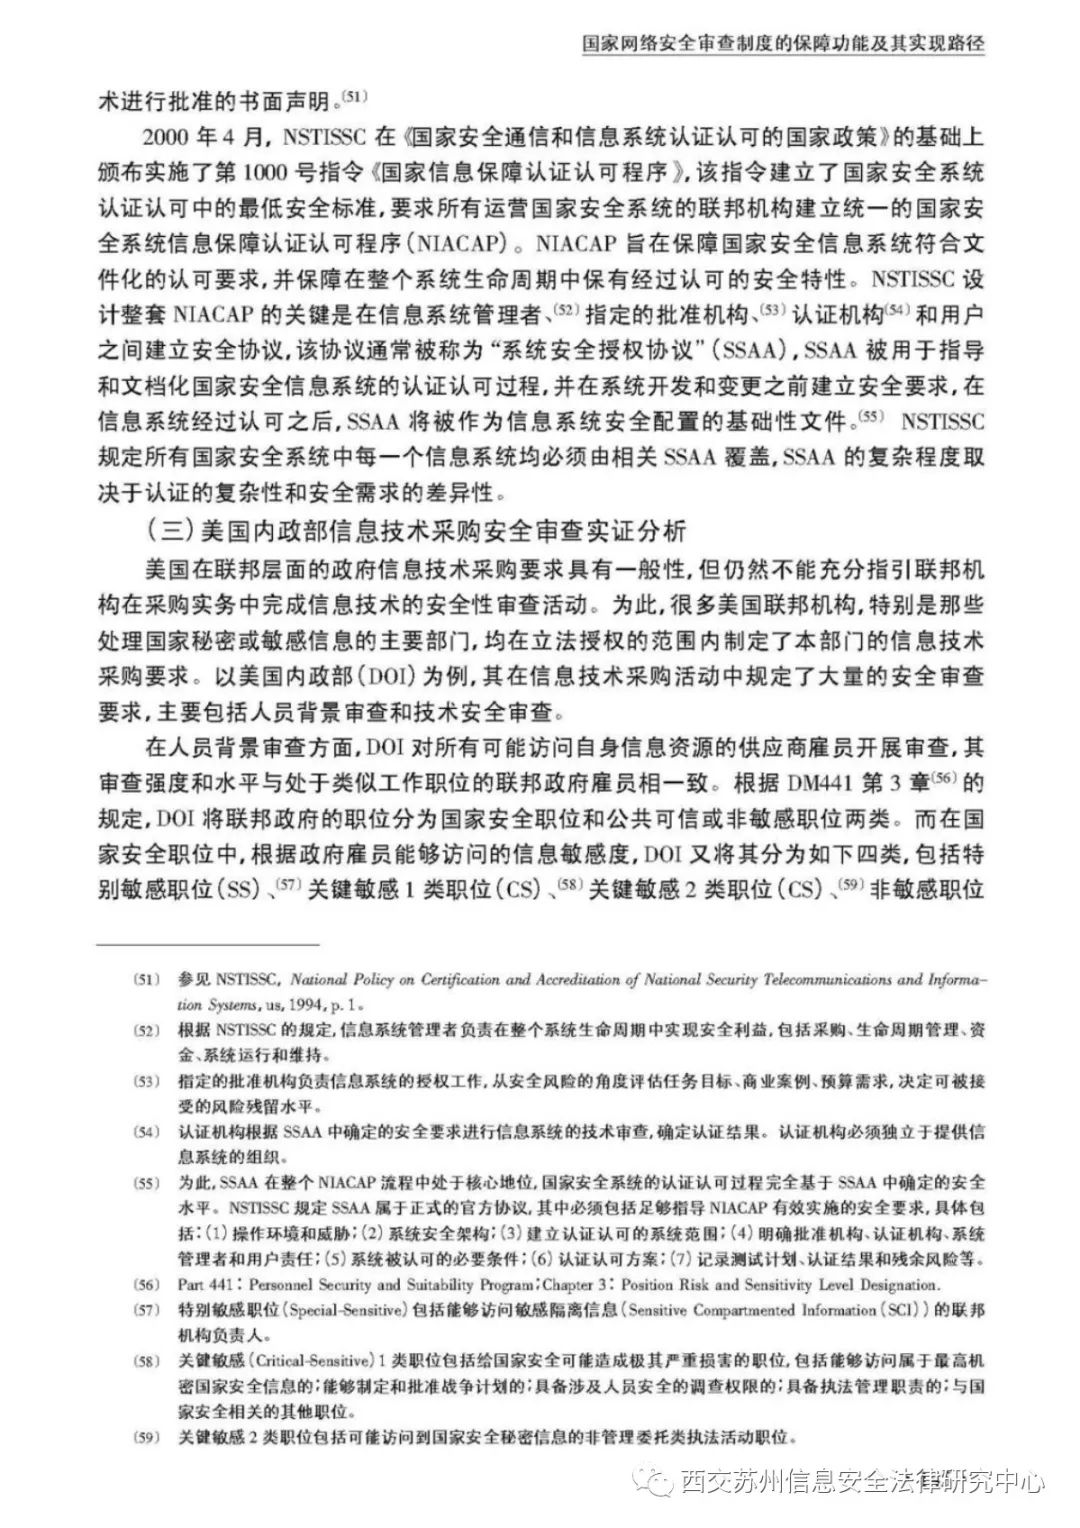 国家网络安全审查制度的保障功能及其实现路径
术进行批准的书面声明。(51)
2000 年 4 月, NSTISSC 在《国家安全通信和信息系统认证认可的国家政策》的基础上
颁布实施了第 1000 号指令《国家信息保障认证认可程序》,该指令建立了国家安全系统
认证认可中的最低安全标准,要求所有运营国家安全系统的联邦机构建立统一的国家安
全系统信息保障认证认可程序(NIACAP)。NIACAP 旨在保障国家安全信息系统符合文
件化的认可要求,并保障在整个系统生命周期中保有经过认可的安全特性。NSTISSC 设
计整套 NIACAP 的关键是在信息系统管理者、(52)指定的批准机构、(53)认证机构(54)和用户
之间建立安全协议,该协议通常被称为“系统安全授权协议”(SSAA),SSAA 被用于指导
和文档化国家安全信息系统的认证认可过程,并在系统开发和变更之前建立安全要求,在
信息系统经过认可之后,SSAA 将被作为信息系统安全配置的基础性文件。(55) NSTISSC
规定所有国家安全系统中每一个信息系统均必须由相关 SSAA 覆盖,SSAA 的复杂程度取
决于认证的复杂性和安全需求的差异性。
(三)美国内政部信息技术采购安全审查实证分析
美国在联邦层面的政府信息技术采购要求具有一般性,但仍然不能充分指引联邦机
构在采购实务中完成信息技术的安全性审查活动。为此,很多美国联邦机构,特别是那些
处理国家秘密或敏感信息的主要部门,均在立法授权的范围内制定了本部门的信息技术
采购要求。以美国内政部(DOI)为例,其在信息技术采购活动中规定了大量的安全审查
要求,主要包括人员背景审查和技术安全审查。
在人员背景审查方面,DOI 对所有可能访问自身信息资源的供应商雇员开展审查,其
审查强度和水平与处于类似工作职位的联邦政府雇员相一致。根据 DM441 第 3 章(56)的
规定,DOI 将联邦政府的职位分为国家安全职位和公共可信或非敏感职位两类。而在国
家安全职位中,根据政府雇员能够访问的信息敏感度,DOI 又将其分为如下四类,包括特
别敏感职位(SS)、(57)关键敏感 1 类职位(CS)、(58)关键敏感 2 类职位(CS)、(59)非敏感职位
(51) 参见 NSTISSC, National Policy on Certification and Accreditation of National Security Telecommunications and Informa-
tion Systems, us, 1994, p. 1。
(52) 根据 NSTISSC 的规定,信息系统管理者负责在整个系统生命周期中实现安全利益,包括采购、生命周期管理、资
金、系统运行和维持。
(53) 指定的批准机构负责信息系统的授权工作,从安全风险的角度评估任务目标、商业案例、预算需求,决定可被接
受的风险残留水平。
(54) 认证机构根据 SSAA 中确定的安全要求进行信息系统的技术审查,确定认证结果。认证机构必须独立于提供信
息系统的组织。
(55) 为此,SSAA 在整个 NIACAP 流程中处于核心地位,国家安全系统的认证认可过程完全基于 SSAA 中确定的安全
水平。NSTISSC 规定 SSAA 属于正式的官方协议,其中必须包括足够指导 NIACAP 有效实施的安全要求,具体包
括:(1)操作环境和威胁;(2)系统安全架构;(3)建立认证认可的系统范围;(4)明确批准机构、认证机构、系统
管理者和用户责任;(5)系统被认可的必要条件;(6)认证认可方案;(7)记录测试计划、认证结果和残余风险等。
(56) Part 441: Personnel Security and Suitability Program;Chapter 3: Position Risk and Sensitivity Level Designation.
(57) 特别敏感职位(Special-Sensitive)包括能够访问敏感隔离信息(Sensitive Compartmented Information(SCI))的联邦
机构负责人。
(58) 关键敏感(Critical-Sensitive)1 类职位包括给国家安全可能造成极其严重损害的职位,包括能够访问属于最高机
密国家安全信息的;能够制定和批准战争计划的;具备涉及人员安全的调查权限的;具备执法管理职责的;与国
家安全相关的其他职位。
(59) 关键敏感 2 类职位包括可能访问到国家安全秘密信息的非管理委托类执法活动职位。
西交苏州信息安全法律研究中心